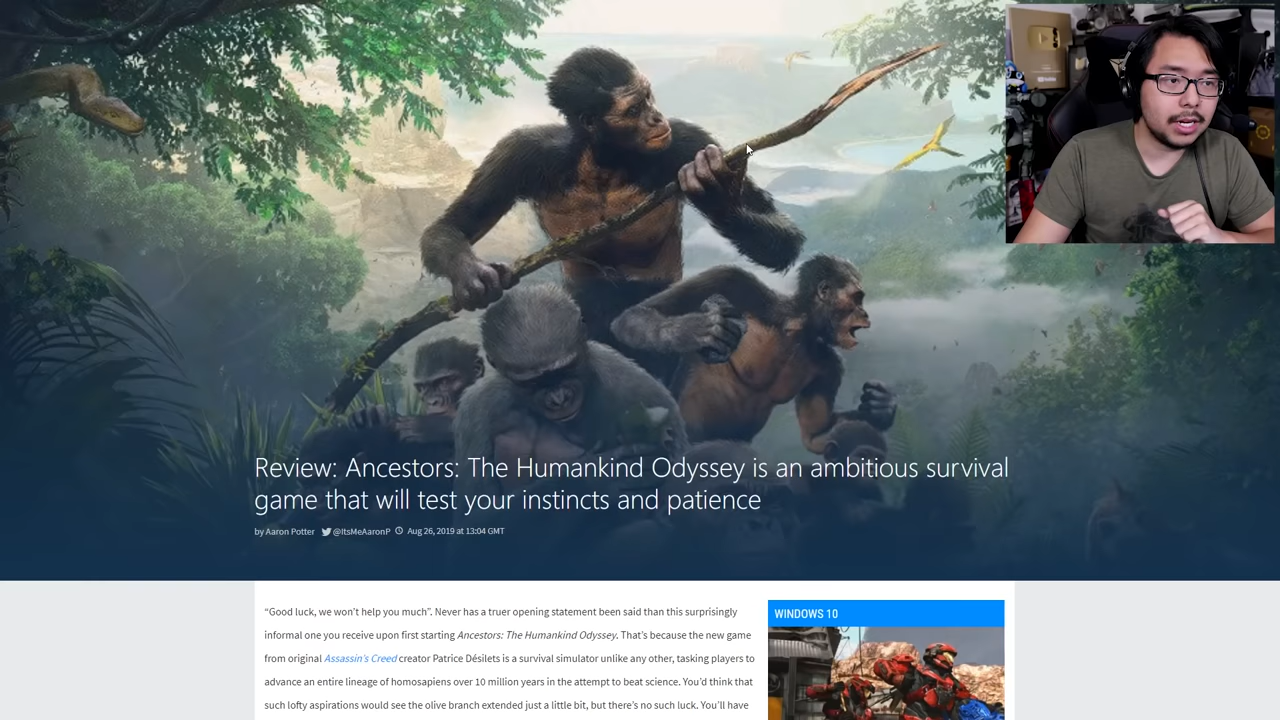 Review: Ancestors: The Humankind Odyssey is an ambitious survival
game that will test your instincts and patience
by Aaron Potter @ItsMeAaronP Aug 26, 2019 at 13:04 GMT
“Good luck, we won’t help you much”. Never has a truer opening statement been said than this surprisingly
informal one you receive upon first starting Ancestors: The Humankind Odyssey. That’s because the new game
from original Assassin’s Creed creator Patrice Désilets is a survival simulator unlike any other, tasking players to
advance an entire lineage of homosapiens over 10 million years in the attempt to beat science. You’d think that
such lofty aspirations would see the olive branch extended just a little bit, but there’s no such luck. You’ll have
WINDOWS 10